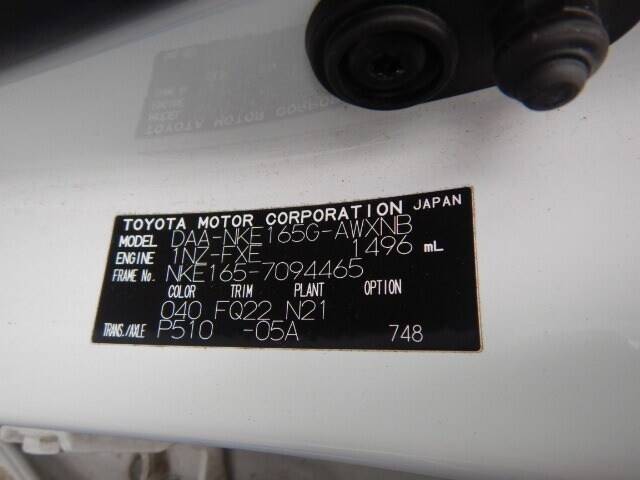 TOYOTA MOTOR CORPORATION JAPAN
MODEL DAA-NKE165G-AWXNB
ENGINE 1NZ-FXE 1496 mL
FRAME No. NKE165-7094465
COLOR TRIM PLANT OPTION
040 FQ22 N21
TRANS./AXLE P510 -05A 748